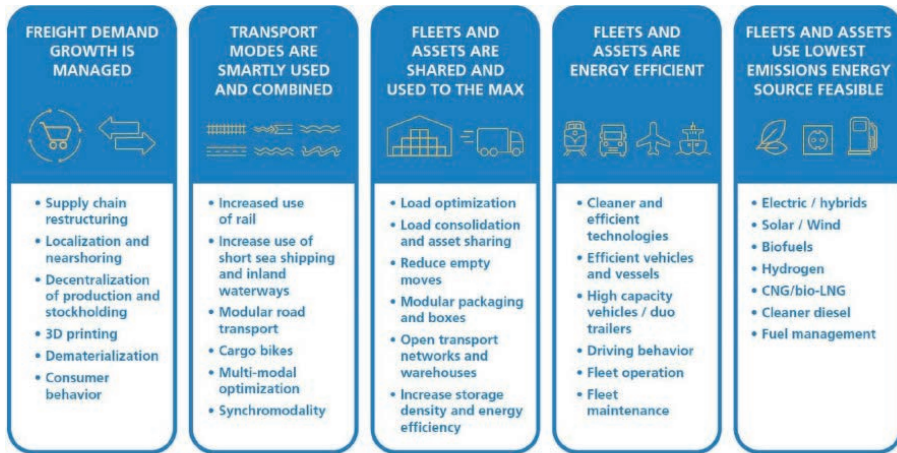 FREIGHT DEMAND
GROWTH IS
MANAGED
• Supply chain
restructuring
• Localization and
nearshoring
• Decentralization
of production and
stockholding
• 3D printing
• Dematerialization
• Consumer
behavior
TRANSPORT
MODES ARE
SMARTLY USED
AND COMBINED
• Increased use
of rail
• Increase use of
short sea shipping
and inland
waterways
• Modular road
transport
• Cargo bikes
• Multi-modal
optimization
• Synchromodality
FLEETS AND
ASSETS ARE
SHARED AND
USED TO THE MAX
• Load optimization
• Load consolidation
and asset sharing
• Reduce empty
moves
• Modular packaging
and boxes
• Open transport
networks and
warehouses
• Increase storage
density and energy
efficiency
FLEETS AND
ASSETS ARE
ENERGY EFFICIENT
• Cleaner and
efficient
technologies
• Efficient vehicles
and vessels
• High capacity
vehicles / duo
trailers
• Driving behavior
• Fleet operation
• Fleet
maintenance
FLEETS AND ASSETS
USE LOWEST
EMISSIONS ENERGY
SOURCE FEASIBLE
• Electric / hybrids
• Solar / Wind
• Biofuels
• Hydrogen
• CNG/bio-LNG
• Cleaner diesel
• Fuel management